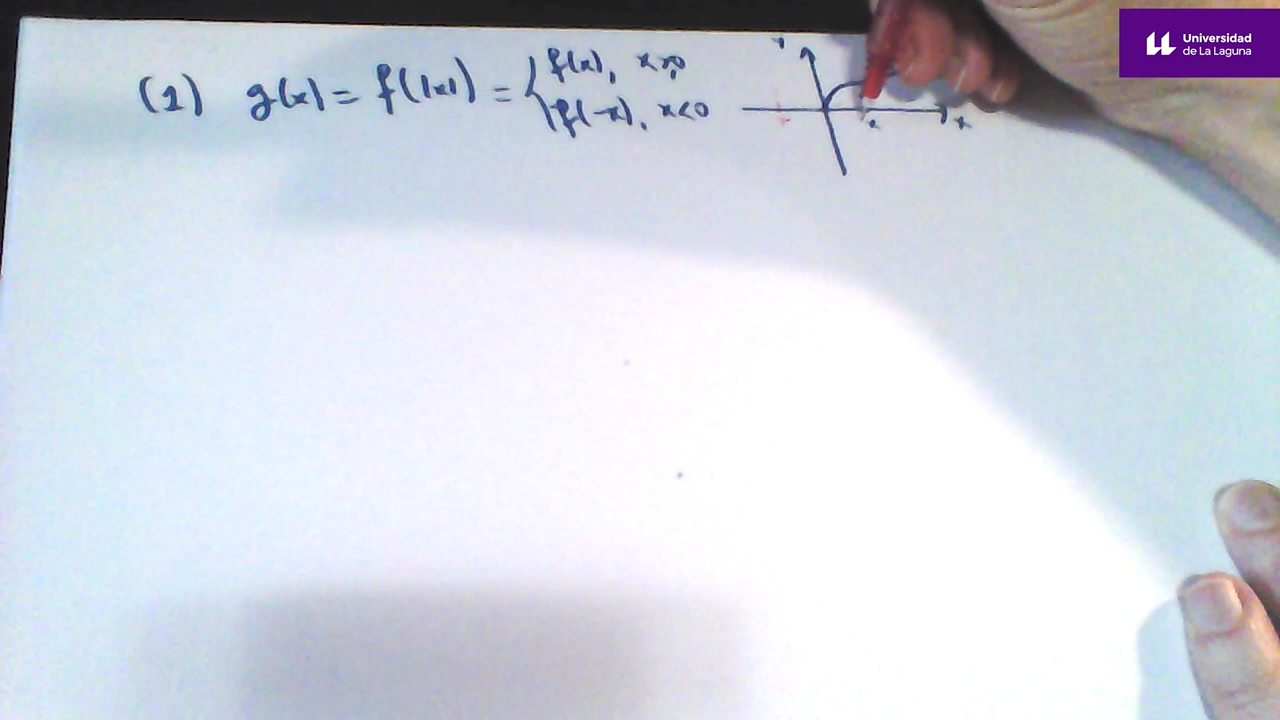 (1) g(x) = f(|x|) = { f(x), x ≥ 0
f(-x), x < 0
x
x
Universidad
de La Laguna